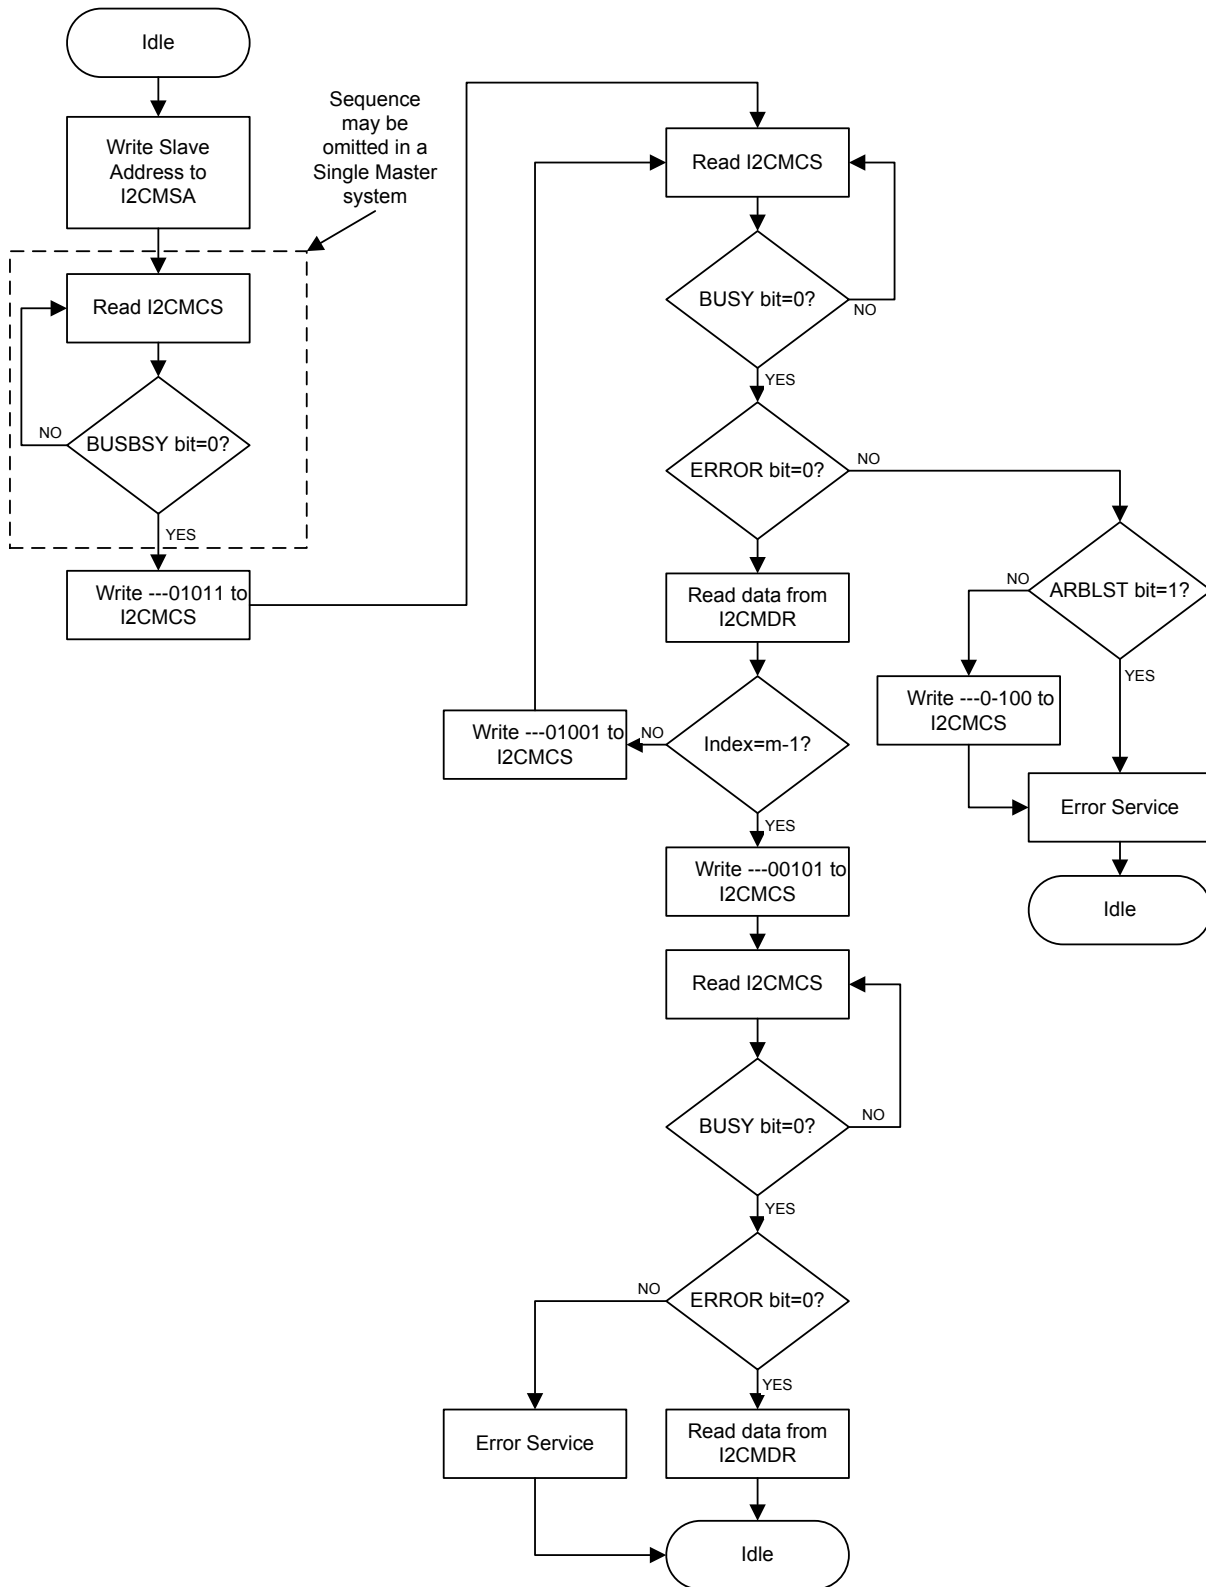 Idle
Write Slave
Address to
I2CMSA
Sequence
may be
omitted in a
Single Master
system
Read I2CMCS
BUSBSY bit=0?
NO
YES
Write ---01011 to
I2CMCS
Read I2CMCS
BUSY bit=0?
NO
YES
ERROR bit=0?
NO
Read data from
I2CMDR
ARBLST bit=1?
NO
YES
Write ---0-100 to
I2CMCS
Error Service
Idle
Index=m-1?
NO
Write ---01001 to
I2CMCS
YES
Write ---00101 to
I2CMCS
Read I2CMCS
BUSY bit=0?
NO
YES
ERROR bit=0?
NO
YES
Error Service
Read data from
I2CMDR
Idle